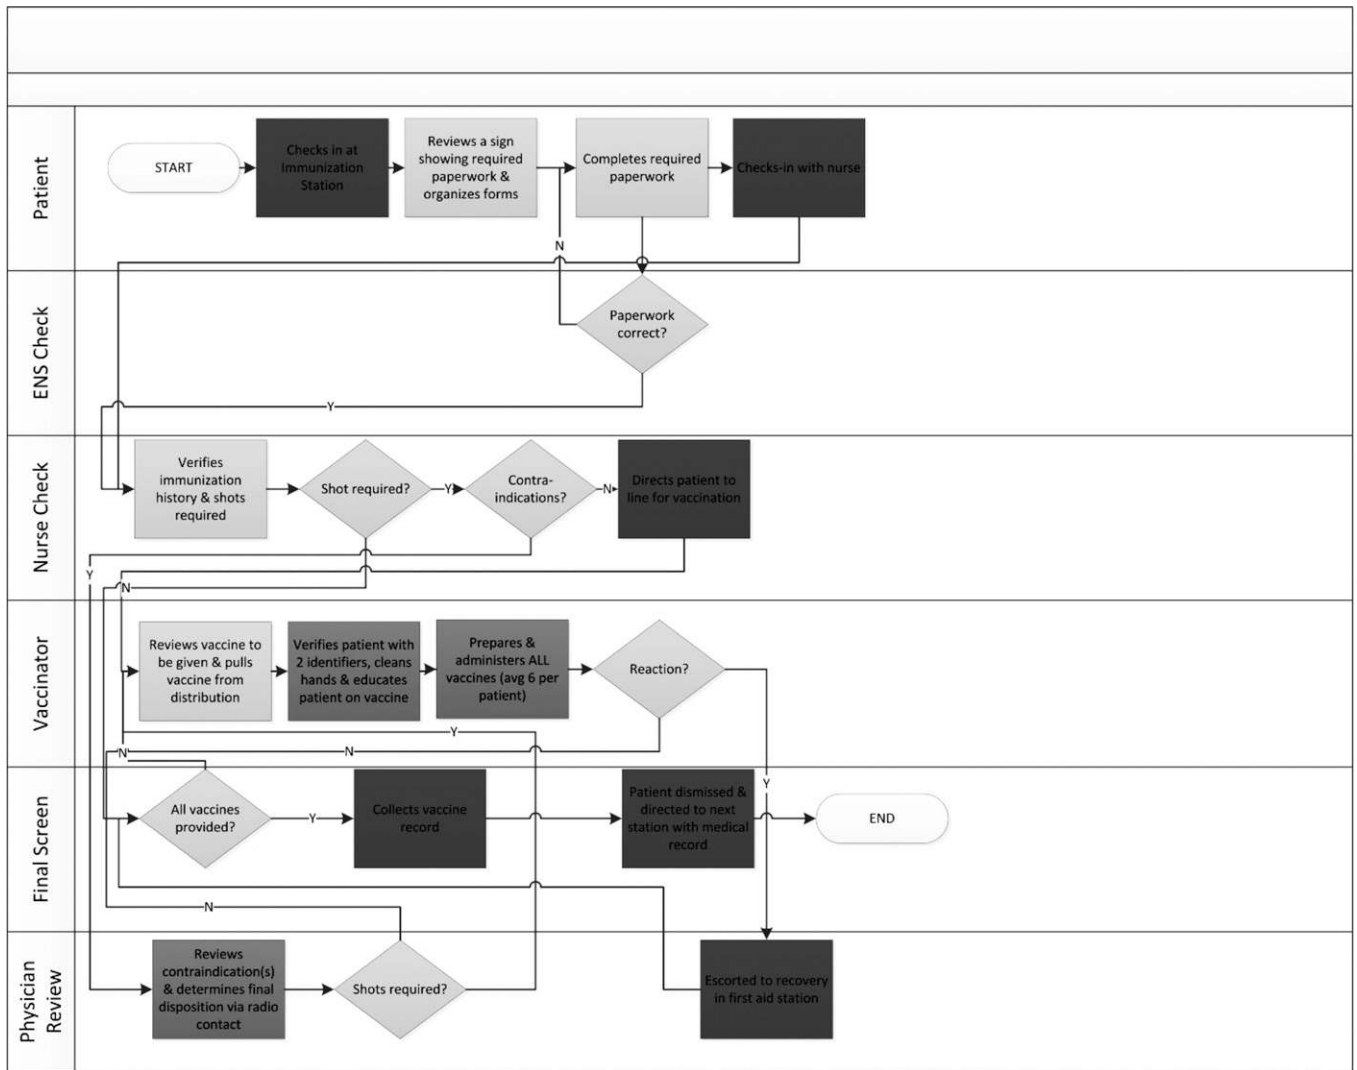 Patient
START
Checks in at
Immunization
Station
Reviews a sign
showing required
paperwork &
organizes forms
Completes required
paperwork
Checks-in with nurse
N
ENS Check
Paperwork
correct?
Y
Nurse Check
Verifies
immunization
history & shots
required
Shot required?
Y
Contra-
indications?
N
Directs patient to
line for vaccination
Y
N
Vaccinator
Reviews vaccine to
be given & pulls
vaccine from
distribution
Verifies patient with
2 identifiers, cleans
hands & educates
patient on vaccine
Prepares &
administers ALL
vaccines (avg 6 per
patient)
Reaction?
Y
N
N
Y
Final Screen
All vaccines
provided?
Y
Collects vaccine
record
Patient dismissed &
directed to next
station with medical
record
END
N
Physician
Review
Reviews
contraindication(s)
& determines final
disposition via radio
contact
Shots required?
Escorted to recovery
in first aid station